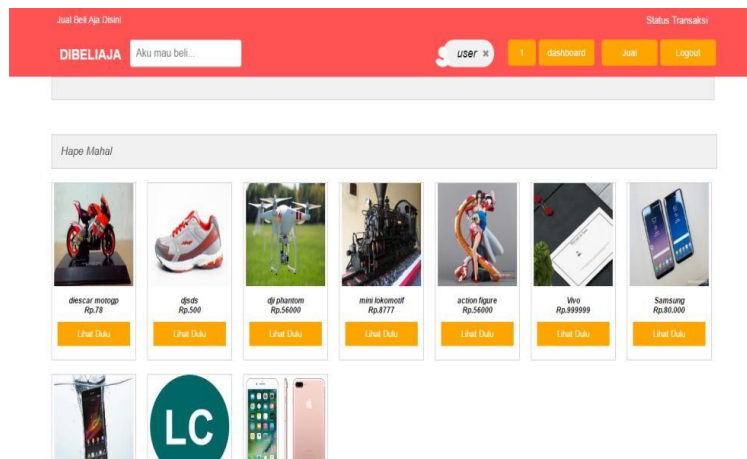 Jual Beli Aja Disini
Status Transaksi
DIBELIAJA
Aku mau beli...
user ×
1
dashboard
Jual
Logout
Hape Mahal
diescar motogp
Rp.78
Lihat Dulu
djsds
Rp.500
Lihat Dulu
dji phantom
Rp.56000
Lihat Dulu
mini lokomotif
Rp.8777
Lihat Dulu
action figure
Rp.56000
Lihat Dulu
Vivo
Rp.999999
Lihat Dulu
Samsung
Rp.80.000
Lihat Dulu
LC